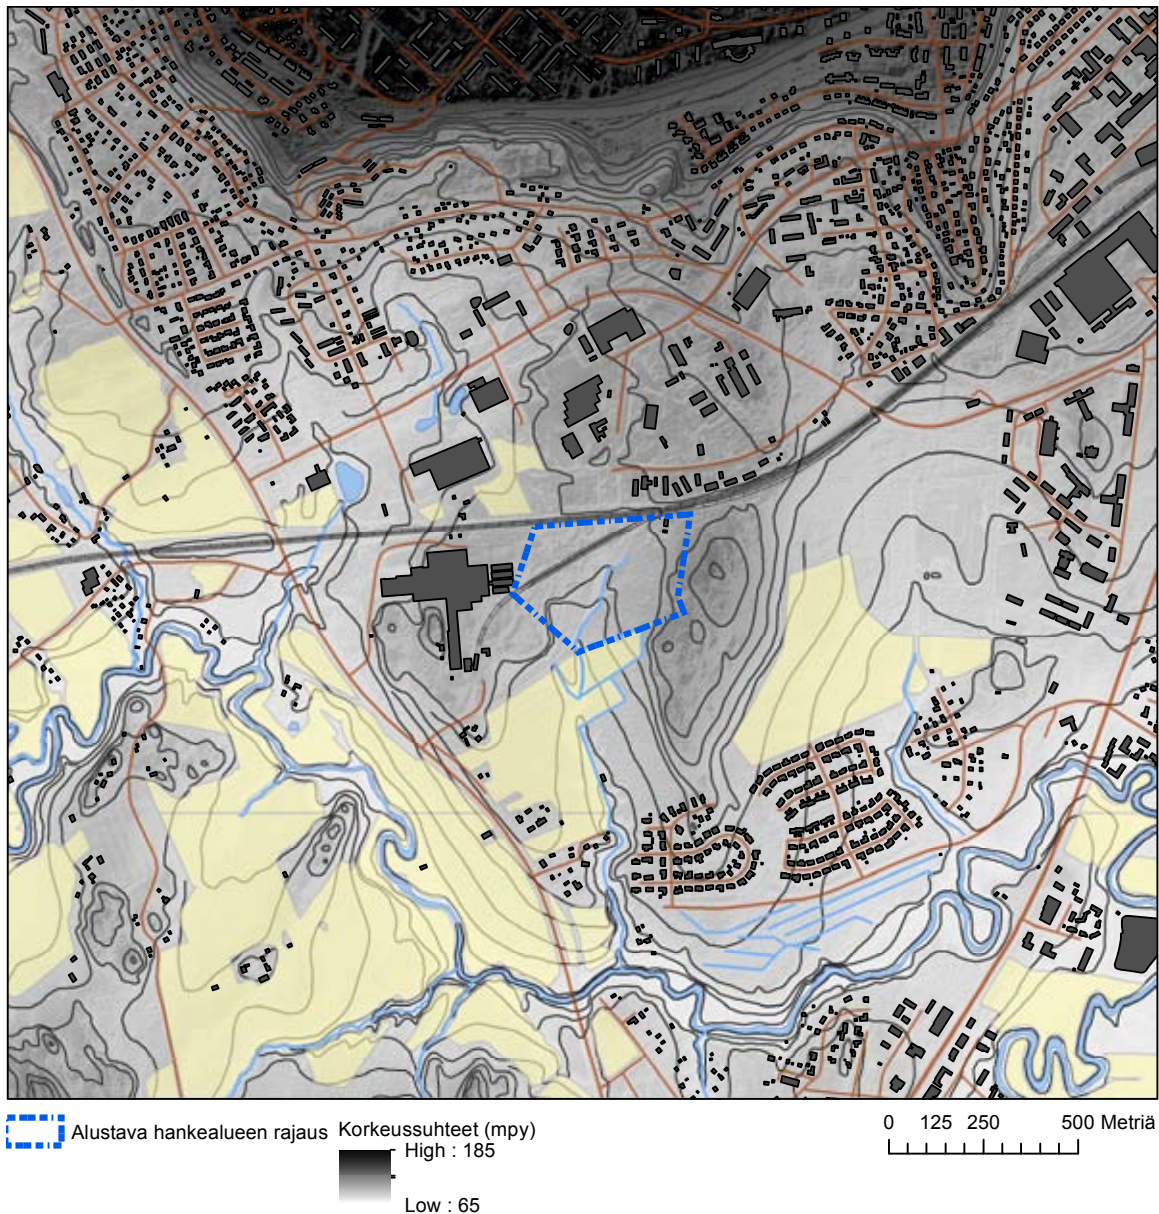 Alustava hankealueen rajaus
Korkeussuhteet (mpy)
High : 185
Low : 65
0 125 250 500 Metriä